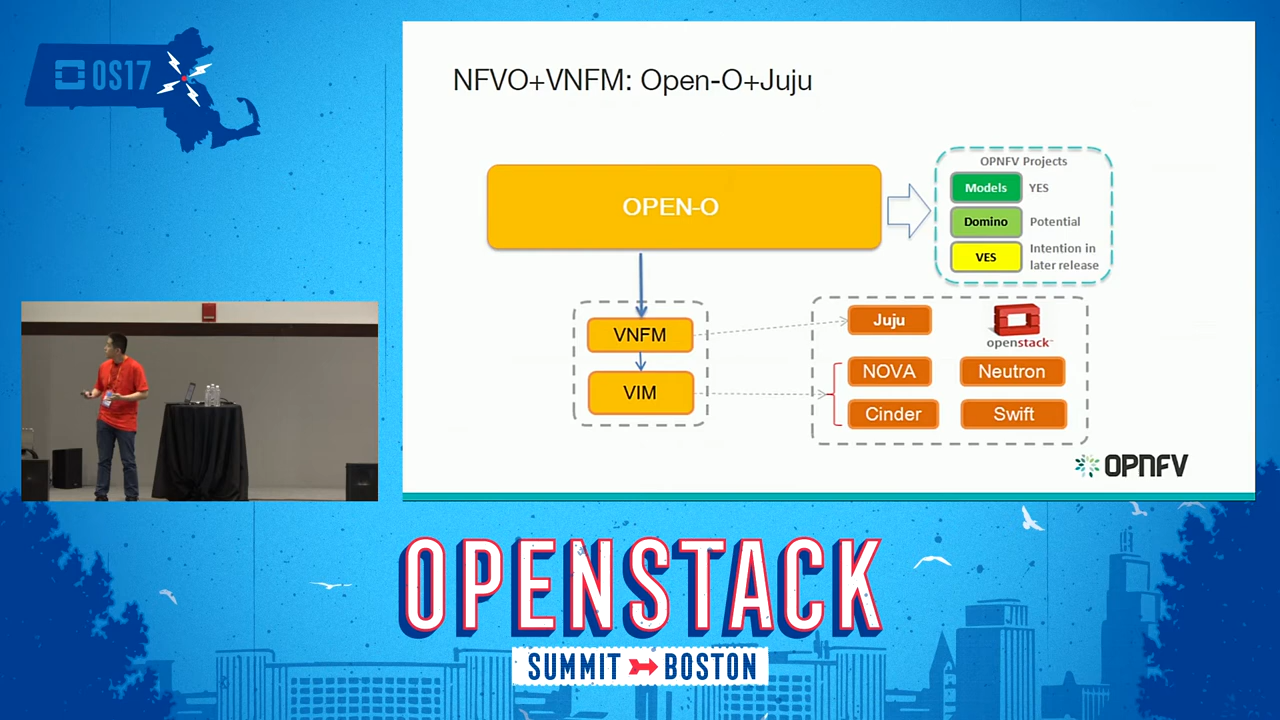 OS17
NFVO+VNFM: Open-O+Juju
OPEN-O
OPNFV Projects
Models YES
Domino Potential
VES Intention in
later release
VNFM
VIM
Juju
openstack
NOVA
Neutron
Cinder
Swift
OPNFV
OPENSTACK
SUMMIT BOSTON